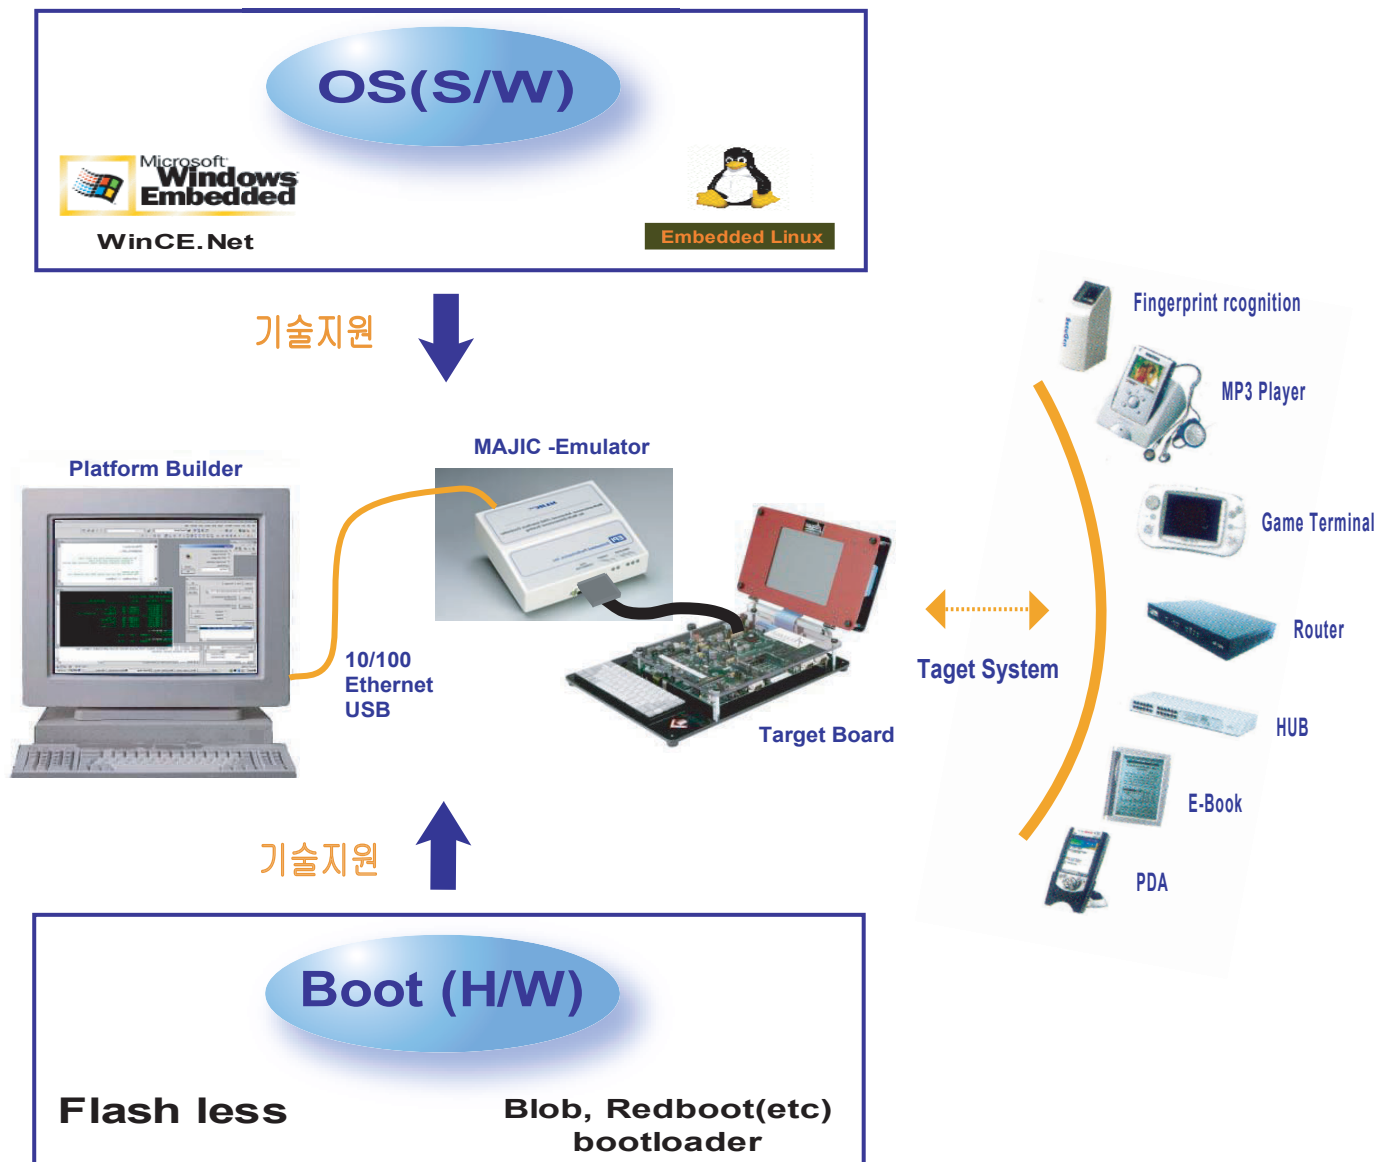 OS(S/W)
Microsoft
Windows
Embedded
WinCE.Net
Embedded Linux
기술지원
Fingerprint rcognition
MP3 Player
MAJIC -Emulator
Platform Builder
Game Terminal
10/100
Ethernet
USB
Router
Taget System
Target Board
HUB
E-Book
기술지원
PDA
Boot (H/W)
Flash less
Blob, Redboot(etc)
bootloader